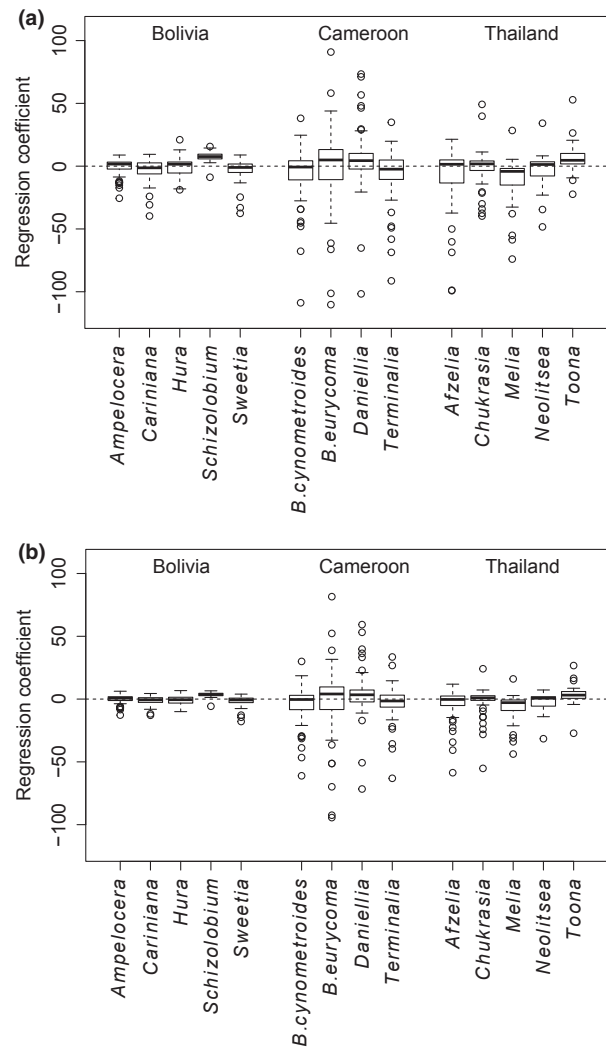 (a)
Bolivia Cameroon Thailand
Regression coefficient
100
50
0
−50
−100
Ampelocera
Cariniana
Hura
Schizolobium
Sweetia
B.cynometroides
B.eurycoma
Daniellia
Terminalia
Afzelia
Chukrasia
Melia
Neolitsea
Toona
(b)
Bolivia Cameroon Thailand
Regression coefficient
100
50
0
−50
−100
Ampelocera
Cariniana
Hura
Schizolobium
Sweetia
B.cynometroides
B.eurycoma
Daniellia
Terminalia
Afzelia
Chukrasia
Melia
Neolitsea
Toona